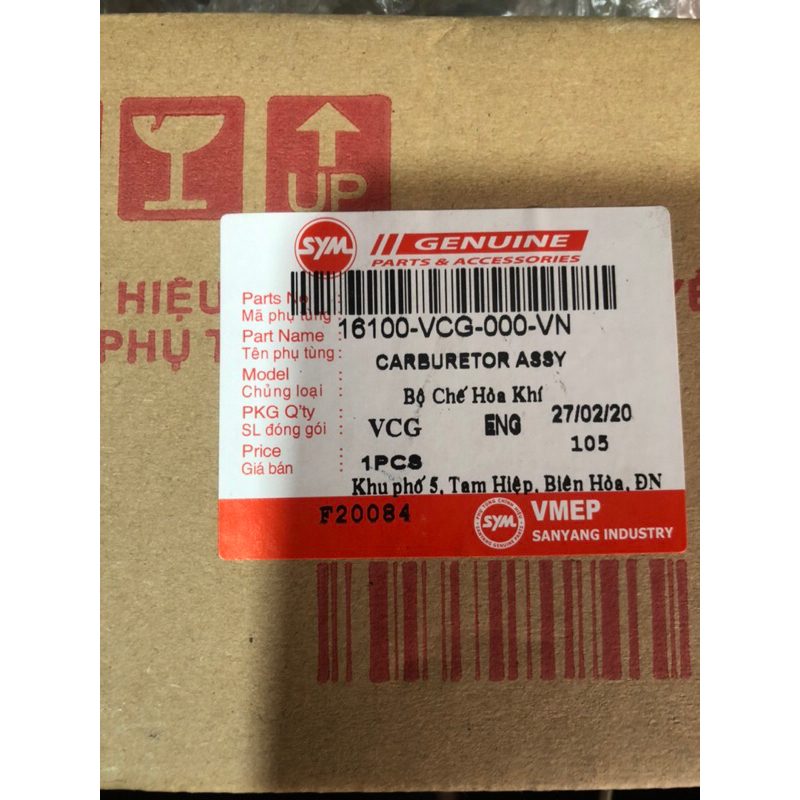 UP
SYM
GENUINE
PARTS & ACCESSORIES
HIỆU
PHỤ T
Parts No :
Mã phụ tùng :
16100-VCG-000-VN
Part Name :
Tên phụ tùng :
CARBURETOR ASSY
Model :
Chủng loại :
Bộ Chế Hòa Khí
PKG Q'ty :
SL đóng gói :
VCG ENG 27/02/20
105
Price :
Giá bán :
1PCS
Khu phố 5, Tam Hiệp, Biên Hòa, ĐN
F20084
SYM
VMEP
SANYANG INDUSTRY